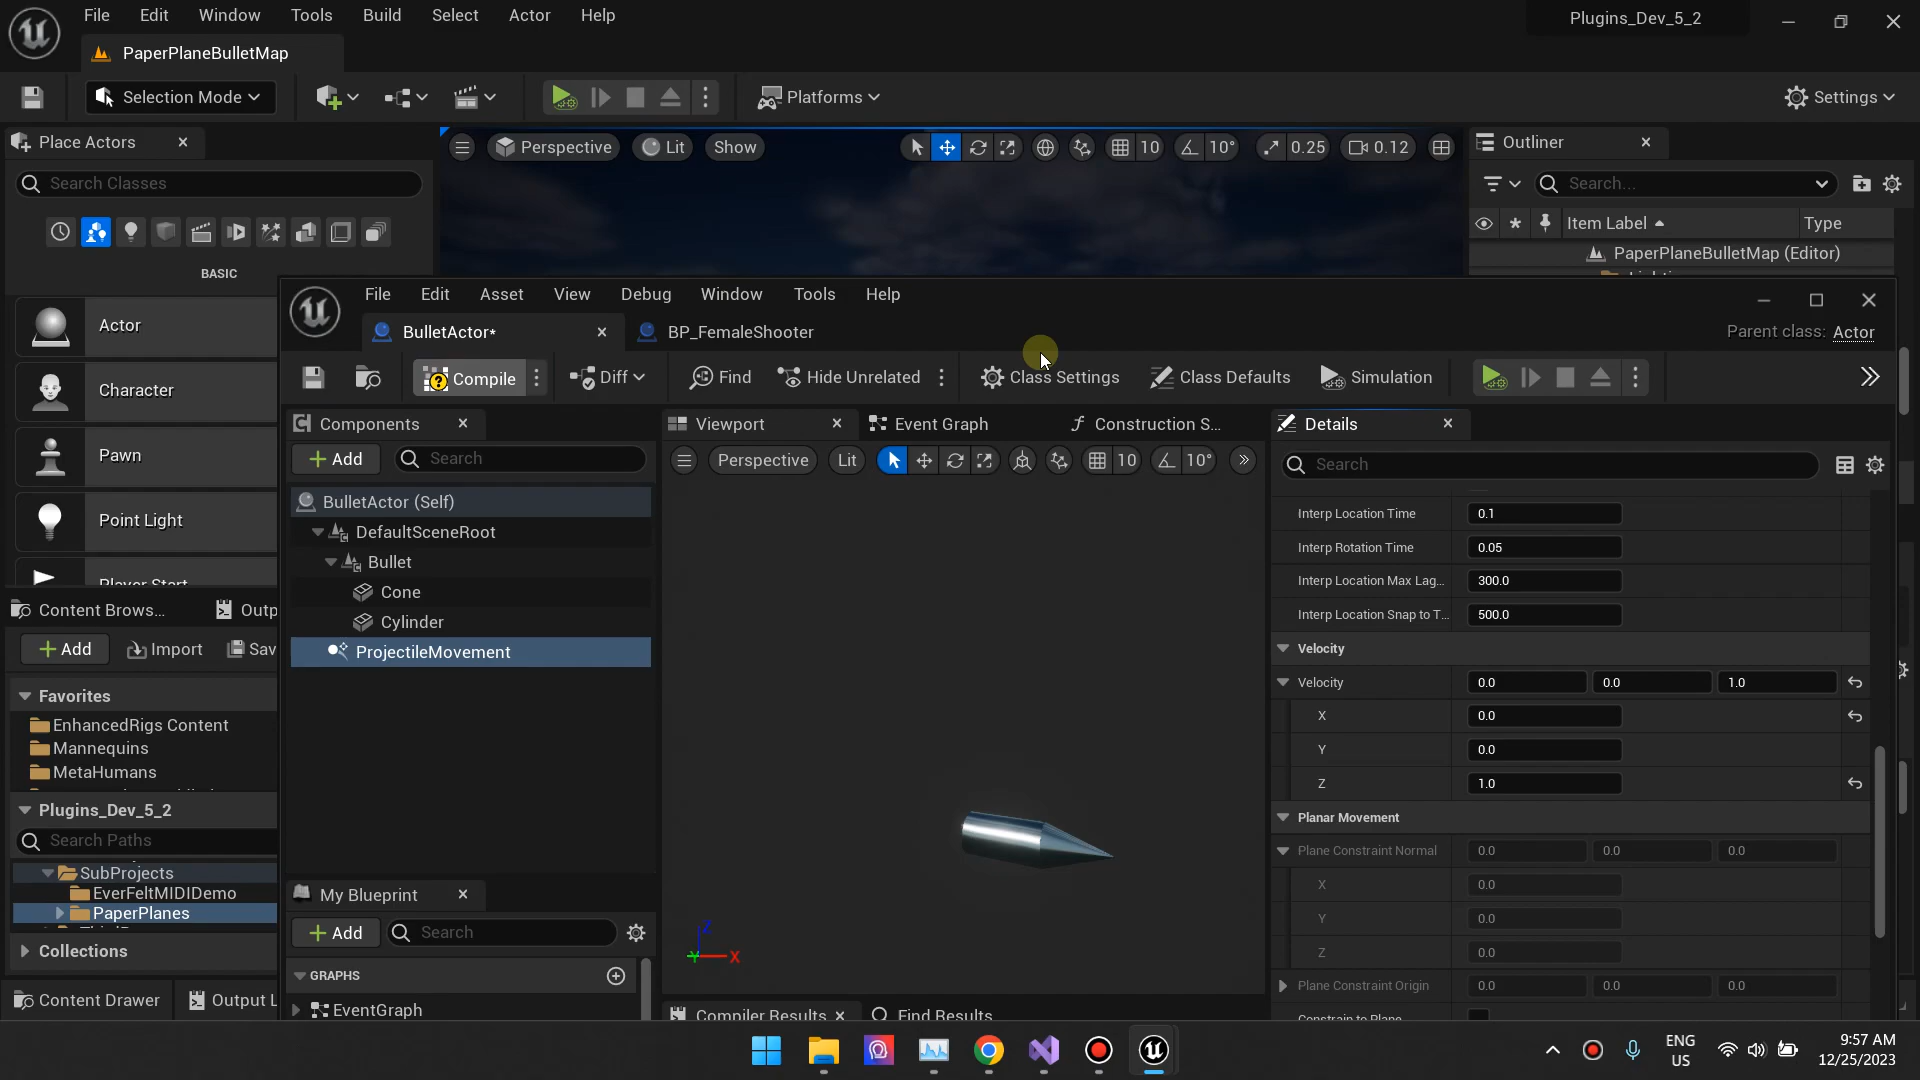 File Edit Window Tools Build Select Actor Help
Plugins_Dev_5_2
PaperPlaneBulletMap
Selection Mode
Platforms
Settings
Place Actors
Perspective
Lit
Show
10
10°
0.25
0.12
Outliner
Search Classes
Search...
Item Label
Type
BASIC
PaperPlaneBulletMap (Editor)
Actor
Character
Pawn
Point Light
Player Start
File Edit Asset View Debug Window Tools Help
BulletActor*
BP_FemaleShooter
Parent class: Actor
Compile
Diff
Find
Hide Unrelated
Class Settings
Class Defaults
Simulation
Components
Add
Search
BulletActor (Self)
DefaultSceneRoot
Bullet
Cone
Cylinder
ProjectileMovement
Viewport
Event Graph
Construction S...
Perspective
Lit
10
10°
Z
Y
X
Details
Search
Interp Location Time 0.1
Interp Rotation Time 0.05
Interp Location Max Lag... 300.0
Interp Location Snap to T... 500.0
Velocity
Velocity 0.0 0.0 1.0
X 0.0
Y 0.0
Z 1.0
Planar Movement
Plane Constraint Normal 0.0 0.0 0.0
X 0.0
Y 0.0
Z 0.0
Plane Constraint Origin 0.0 0.0 0.0
Constrain to Plane
Content Brows...
Outp
Add
Import
Sav
Favorites
EnhancedRigs Content
Mannequins
MetaHumans
Plugins_Dev_5_2
Search Paths
SubProjects
EverFeltMIDIDemo
PaperPlanes
Collections
Content Drawer
Output L
My Blueprint
Add
Search
GRAPHS
EventGraph
Compiler Results
Find Results
ENG
US
9:57 AM
12/25/2023